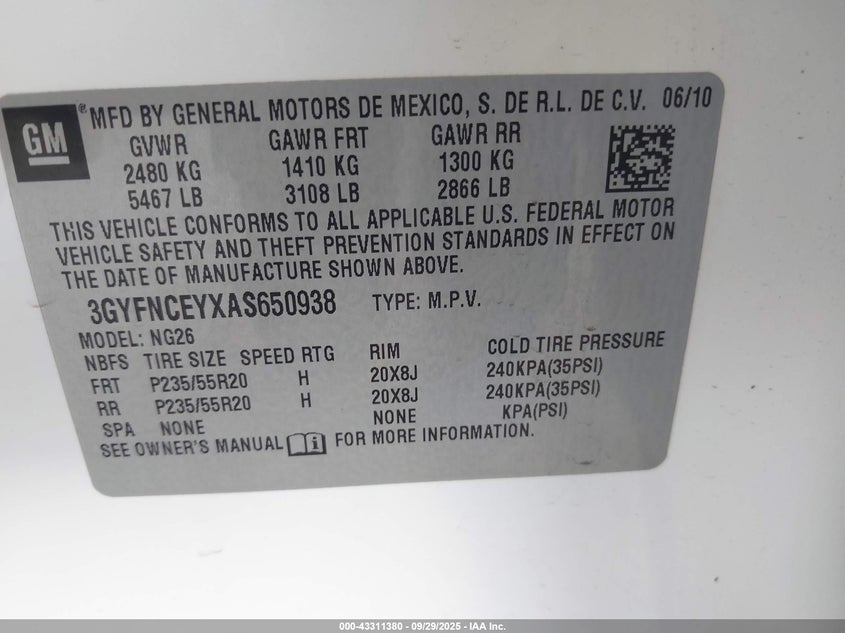 GM
® MFD BY GENERAL MOTORS DE MEXICO, S. DE R.L. DE C.V. 06/10
GVWR GAWR FRT GAWR RR
2480 KG 1410 KG 1300 KG
5467 LB 3108 LB 2866 LB
THIS VEHICLE CONFORMS TO ALL APPLICABLE U.S. FEDERAL MOTOR
VEHICLE SAFETY AND THEFT PREVENTION STANDARDS IN EFFECT ON
THE DATE OF MANUFACTURE SHOWN ABOVE.
3GYFNCEYXAS650938 TYPE: M.P.V.
MODEL: NG26
NBFS TIRE SIZE SPEED RTG RIM COLD TIRE PRESSURE
FRT P235/55R20 H 20X8J 240KPA(35PSI)
RR P235/55R20 H 20X8J 240KPA(35PSI)
SPA NONE NONE KPA(PSI)
SEE OWNER'S MANUAL i FOR MORE INFORMATION.
000-43311380 - 09/29/2025 - IAA Inc.